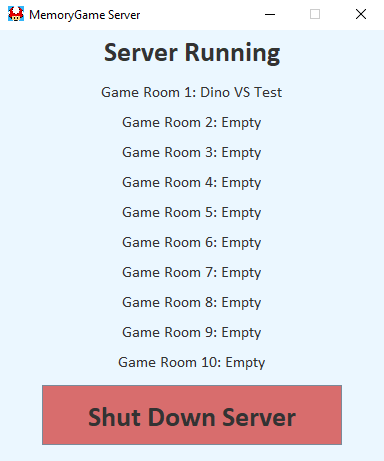 MemoryGame Server
Server Running
Game Room 1: Dino VS Test
Game Room 2: Empty
Game Room 3: Empty
Game Room 4: Empty
Game Room 5: Empty
Game Room 6: Empty
Game Room 7: Empty
Game Room 8: Empty
Game Room 9: Empty
Game Room 10: Empty
Shut Down Server